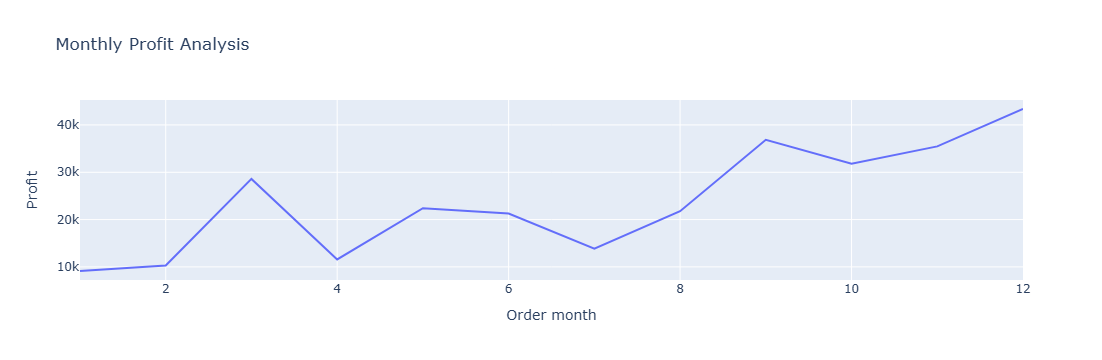 Monthly Profit Analysis
40k
30k
20k
10k
Profit
2 4 6 8 10 12
Order month